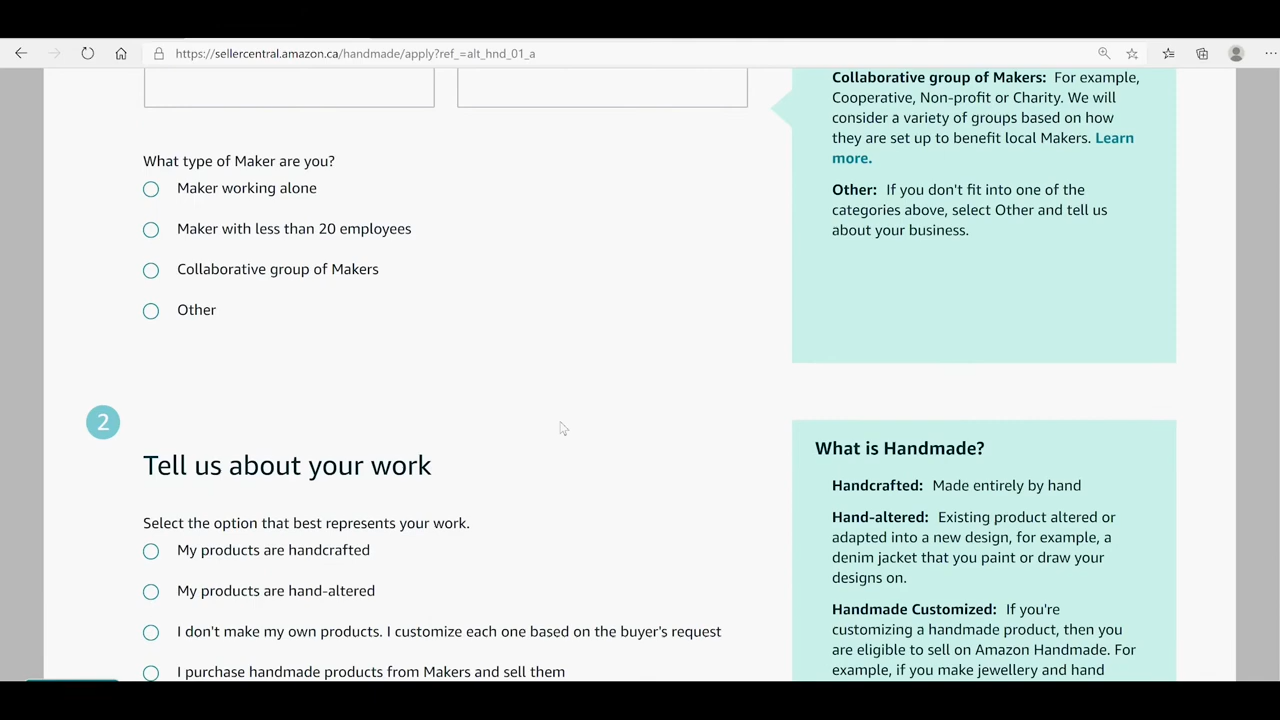 https://sellercentral.amazon.ca/handmade/apply?ref_=alt_hnd_01_a
Collaborative group of Makers: For example,
Cooperative, Non-profit or Charity. We will
consider a variety of groups based on how
they are set up to benefit local Makers. Learn
more.
Other: If you don't fit into one of the
categories above, select Other and tell us
about your business.
What type of Maker are you?
Maker working alone
Maker with less than 20 employees
Collaborative group of Makers
Other
2
Tell us about your work
Select the option that best represents your work.
My products are handcrafted
My products are hand-altered
I don't make my own products. I customize each one based on the buyer's request
I purchase handmade products from Makers and sell them
What is Handmade?
Handcrafted: Made entirely by hand
Hand-altered: Existing product altered or
adapted into a new design, for example, a
denim jacket that you paint or draw your
designs on.
Handmade Customized: If you're
customizing a handmade product, then you
are eligible to sell on Amazon Handmade. For
example, if you make jewellery and hand